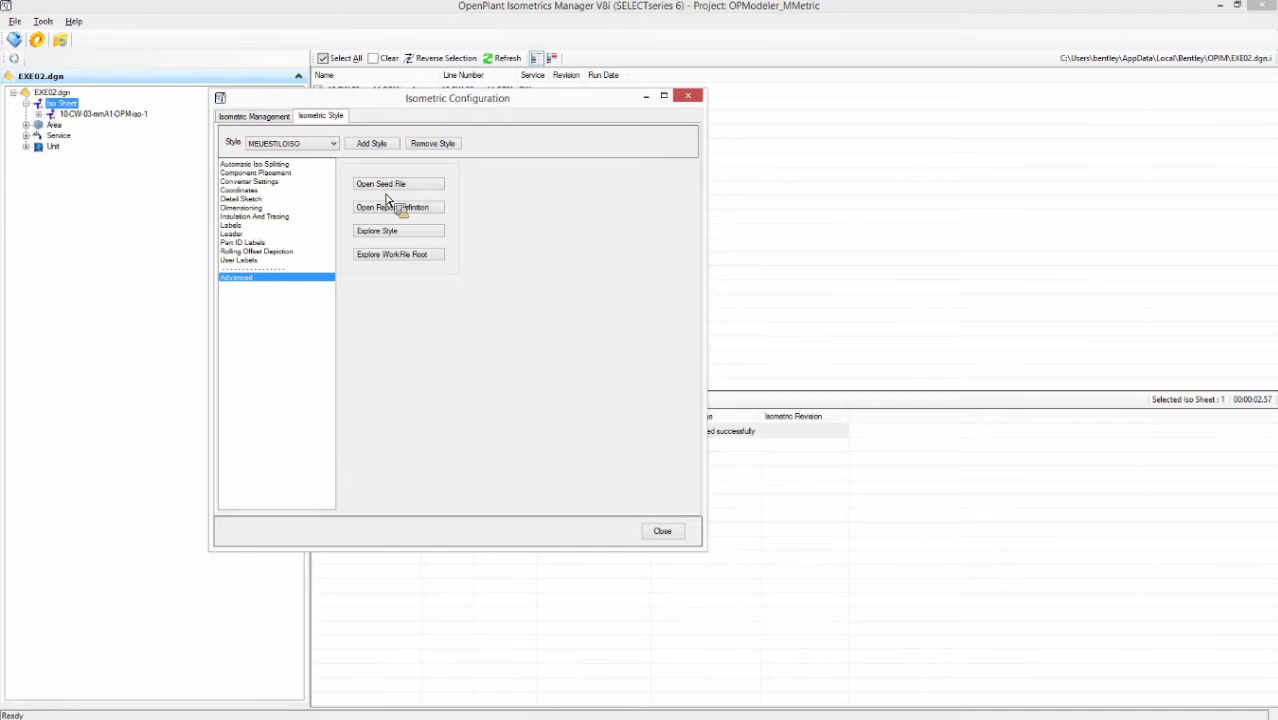 OpenPlant Isometrics Manager V8i (SELECTseries 6) - Project: OPModeler_MMetric
File Tools Help
Select All Clear Reverse Selection Refresh C:\Users\bentley\AppData\Local\Bentley\OPIM\EXE02.dgn.i
EXE02.dgn Name Line Number Service Revision Run Date
EXE02.dgn
Iso Sheet
10-CW-03-mmA1-OPM-iso-1
Area
Service
Unit
Isometric Configuration
Isometric Management Isometric Style
Style MEUESTILOISO Add Style Remove Style
Automatic Iso Splitting
Component Placement
Converter Settings
Coordinates
Detail Sketch
Dimensioning
Insulation And Tracing
Labels
Leader
Part ID Labels
Rolling Offset Depiction
User Labels
----------------
Advanced
Open Seed File
Explore Style
Explore WorkFile Root
Close
Selected Iso Sheet : 1 00:00:02.57
Isometric Revision
successfully
Ready